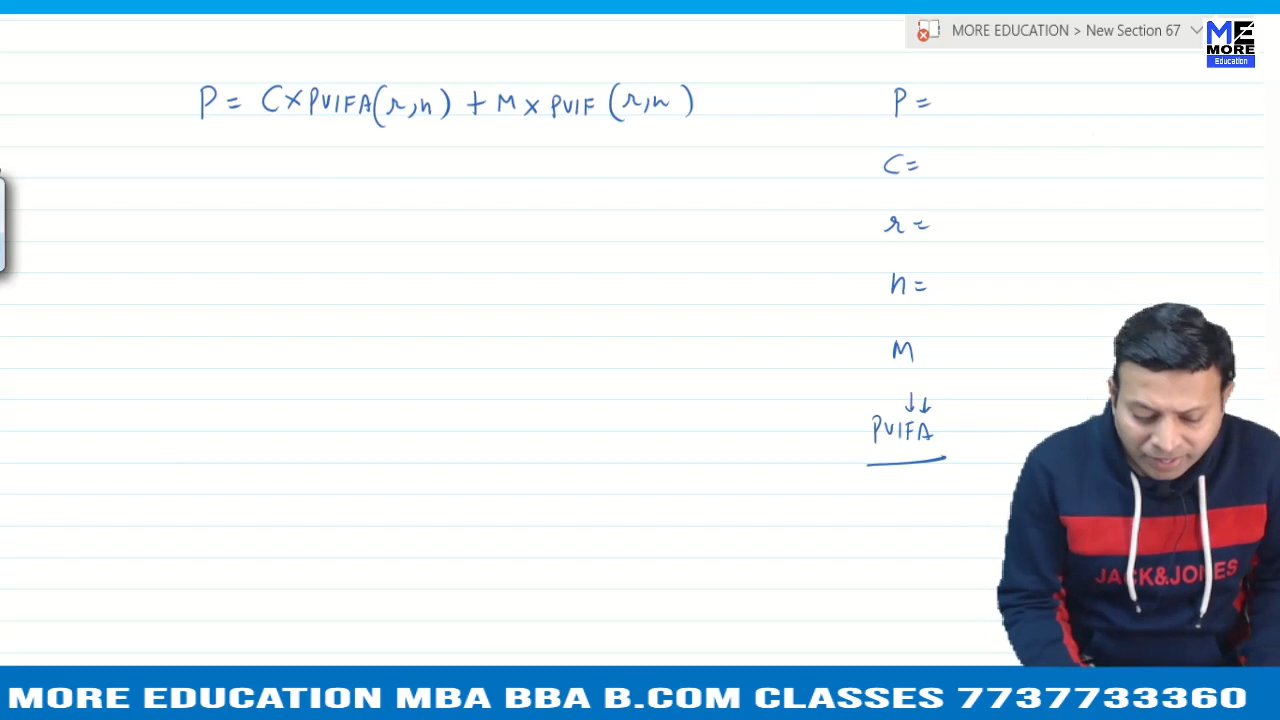 MORE EDUCATION > New Section 67
ME
MORE
Education
P = C × PVIFA(r,n) + M × PVIF (r,n)
P =
C =
r =
n =
M
↓↓
PVIFA
JACK&JONES
MORE EDUCATION MBA BBA B.COM CLASSES 7737733360